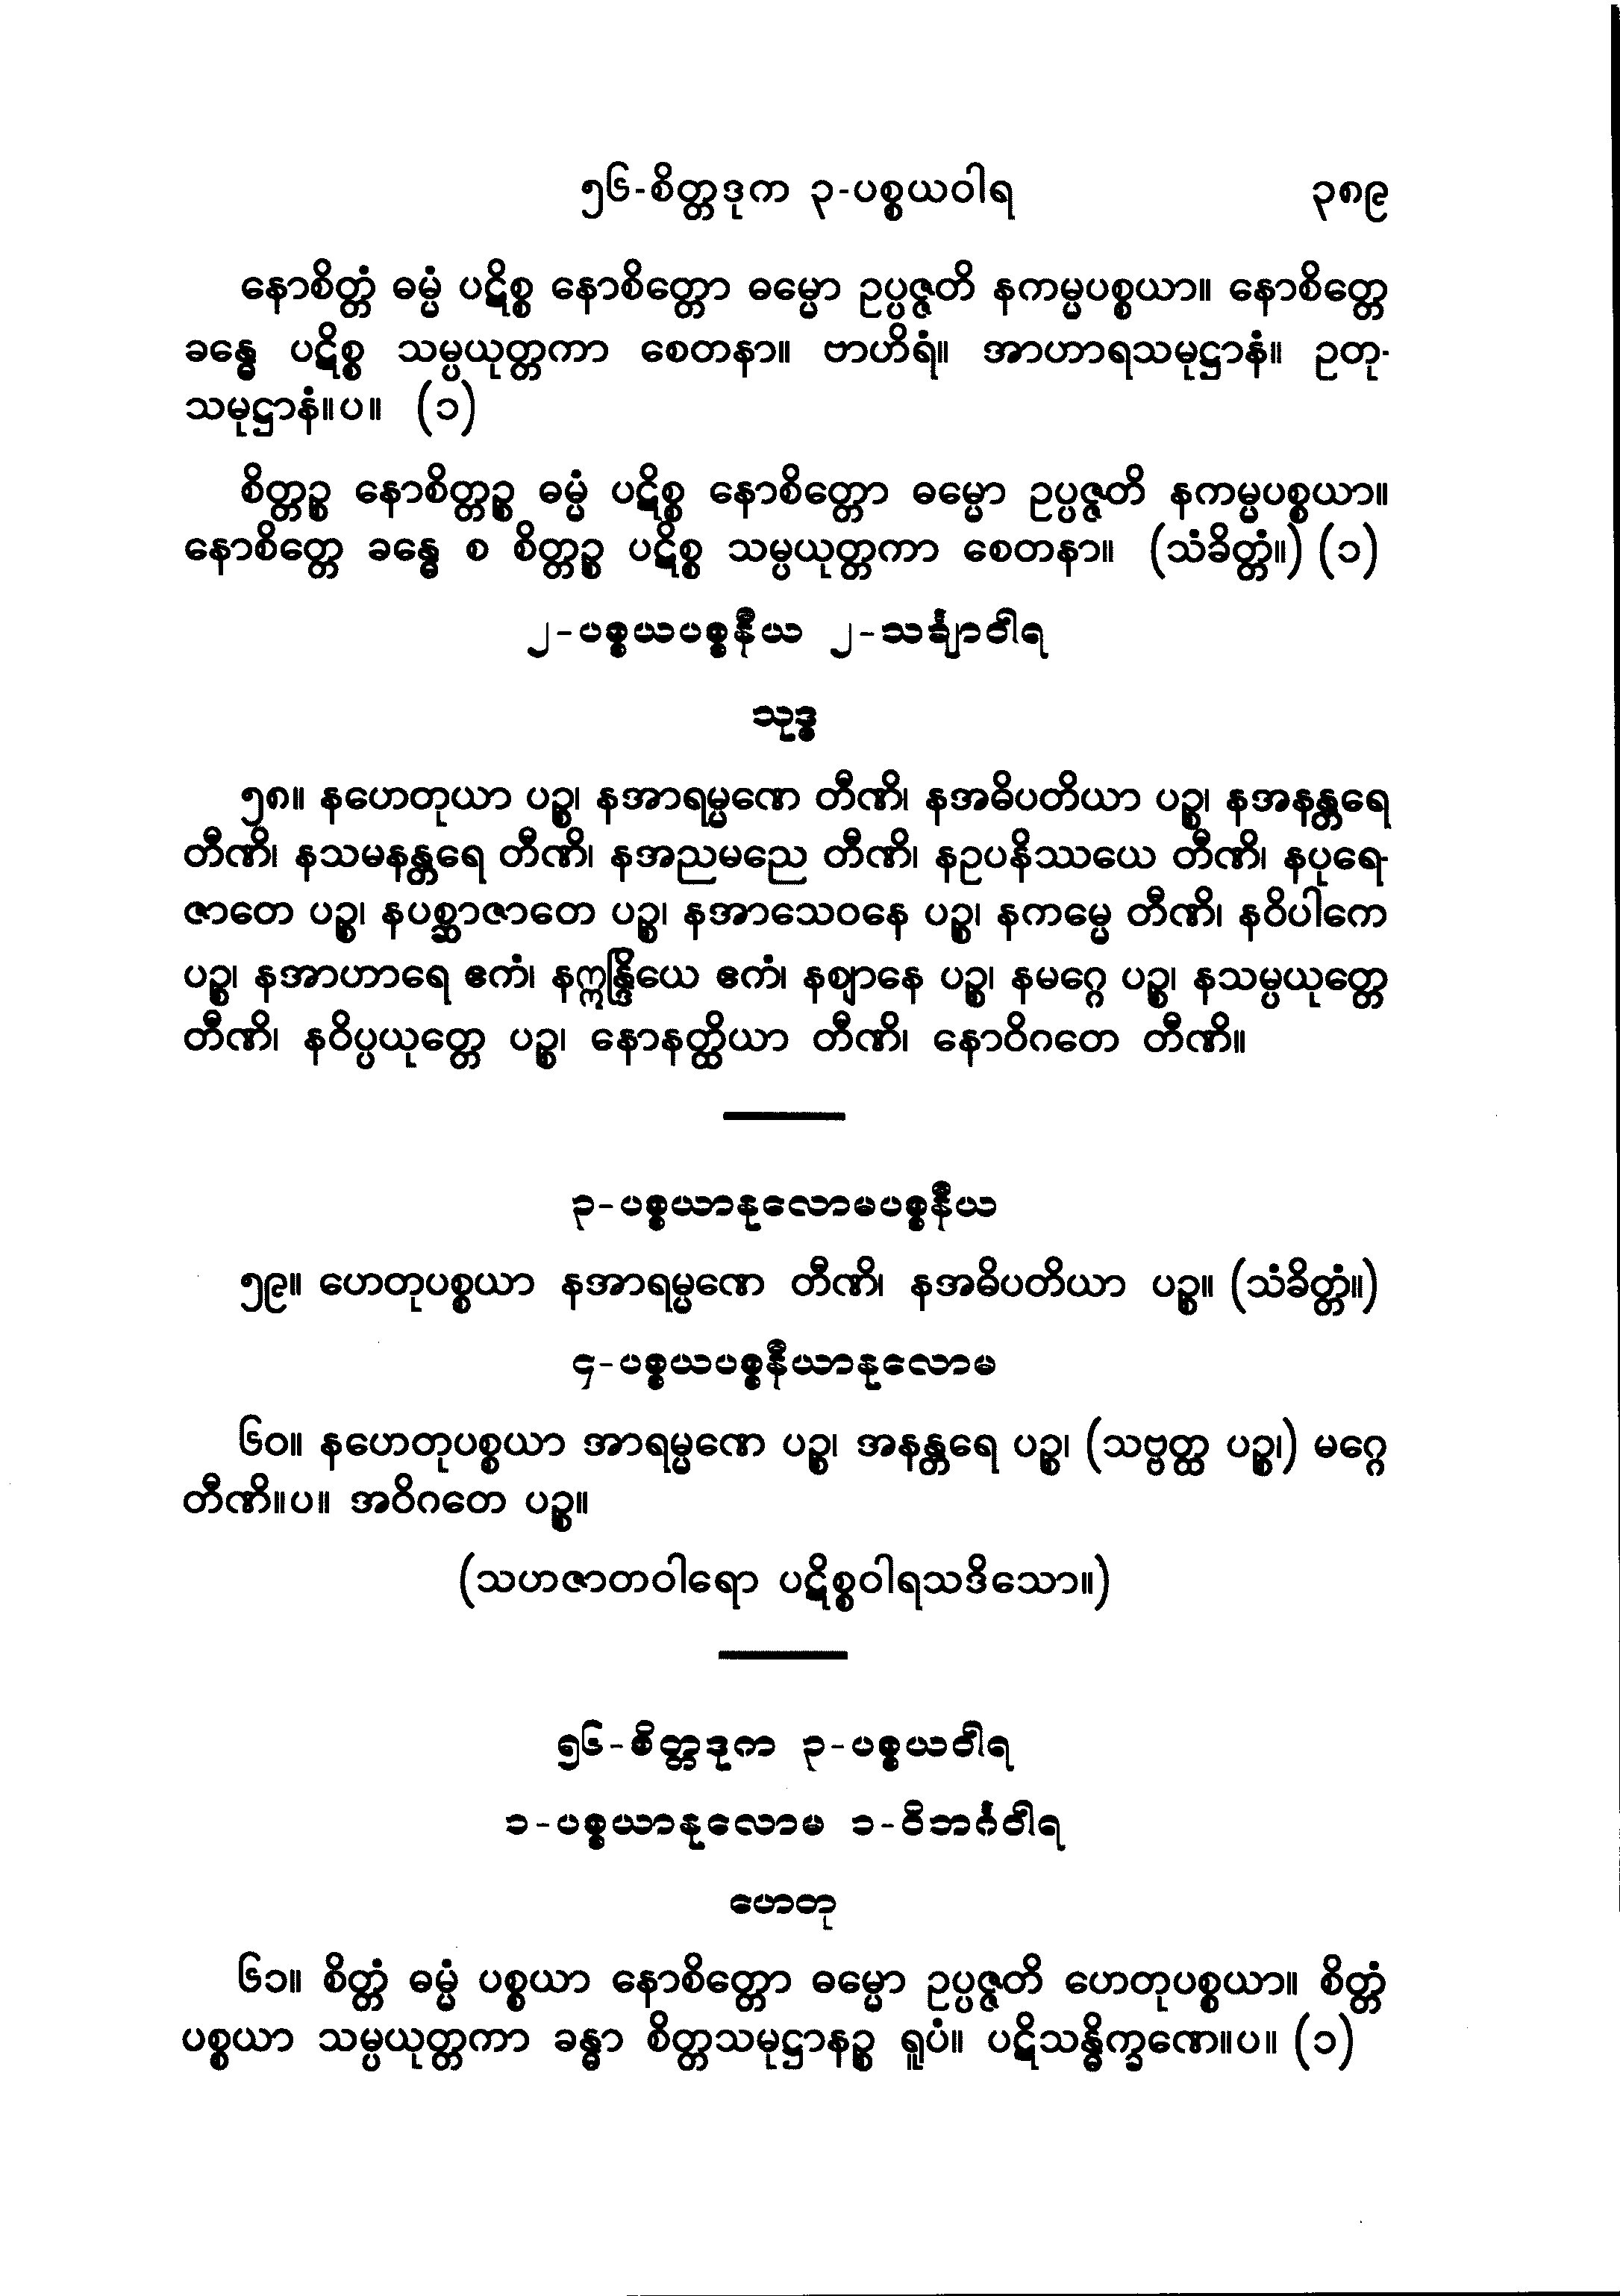 ၅၆-စိတ္တဒုက ၃-ပစ္စယဝါရ ၃၈၉
နောစိတ္တံ ဓမ္မံ ပဋိစ္စ နောစိတ္တော ဓမ္မော ဥပ္ပဇ္ဇတိ နကမ္မပစ္စယာ။ နောစိတ္တေ
ခန္ဓေ ပဋိစ္စ သမ္ပယုတ္တကာ စေတနာ။ ဗာဟိရံ။ အာဟာရသမုဋ္ဌာနံ။ ဥတု-
သမုဋ္ဌာနံ။ပ။ (၁)
စိတ္တဉ္စ နောစိတ္တဉ္စ ဓမ္မံ ပဋိစ္စ နောစိတ္တော ဓမ္မော ဥပ္ပဇ္ဇတိ နကမ္မပစ္စယာ။
နောစိတ္တေ ခန္ဓေ စ စိတ္တဉ္စ ပဋိစ္စ သမ္ပယုတ္တကာ စေတနာ။ (သံခိတ္တံ။) (၁)
၂-ပစ္စယပစ္စနီယ ၂-သင်္ချာဝါရ
သုဒ္ဓ
၅၈။ နဟေတုယာ ပဉ္စ၊ နအာရမ္မဏေ တီဏိ၊ နအဓိပတိယာ ပဉ္စ၊ နအနန္တရေ
တီဏိ၊ နသမနန္တရေ တီဏိ၊ နအညမညေ တီဏိ၊ နဥပနိဿယေ တီဏိ၊ နပုရေ-
ဇာတေ ပဉ္စ၊ နပစ္ဆာဇာတေ ပဉ္စ၊ နအာသေဝနေ ပဉ္စ၊ နကမ္မေ တီဏိ၊ နဝိပါကေ
ပဉ္စ၊ နအာဟာရေ ဧကံ၊ နဣန္ဒြိယေ ဧကံ၊ နဈာနေ ပဉ္စ၊ နမဂ္ဂေ ပဉ္စ၊ နသမ္ပယုတ္တေ
တီဏိ၊ နဝိပ္ပယုတ္တေ ပဉ္စ၊ နောနတ္ထိယာ တီဏိ၊ နောဝိဂတေ တီဏိ။
၃-ပစ္စယာနုလောမပစ္စနီယ
၅၉။ ဟေတုပစ္စယာ နအာရမ္မဏေ တီဏိ၊ နအဓိပတိယာ ပဉ္စ။ (သံခိတ္တံ။)
၄-ပစ္စယပစ္စနီယာနုလောမ
၆၀။ နဟေတုပစ္စယာ အာရမ္မဏေ ပဉ္စ၊ အနန္တရေ ပဉ္စ၊ (သဗ္ဗတ္ထ ပဉ္စ၊) မဂ္ဂေ
တီဏိ။ပ။ အဝိဂတေ ပဉ္စ။
(သဟဇာတဝါရော ပဋိစ္စဝါရသဒိသော။)
၅၆-စိတ္တဒုက ၃-ပစ္စယဝါရ
၁-ပစ္စယာနုလောမ ၁-ဝိဘင်္ဂဝါရ
ဟေတု
၆၁။ စိတ္တံ ဓမ္မံ ပစ္စယာ နောစိတ္တော ဓမ္မော ဥပ္ပဇ္ဇတိ ဟေတုပစ္စယာ။ စိတ္တံ
ပစ္စယာ သမ္ပယုတ္တကာ ခန္ဓာ စိတ္တသမုဋ္ဌာနဉ္စ ရူပံ။ ပဋိသန္ဓိက္ခဏေ။ပ။ (၁)